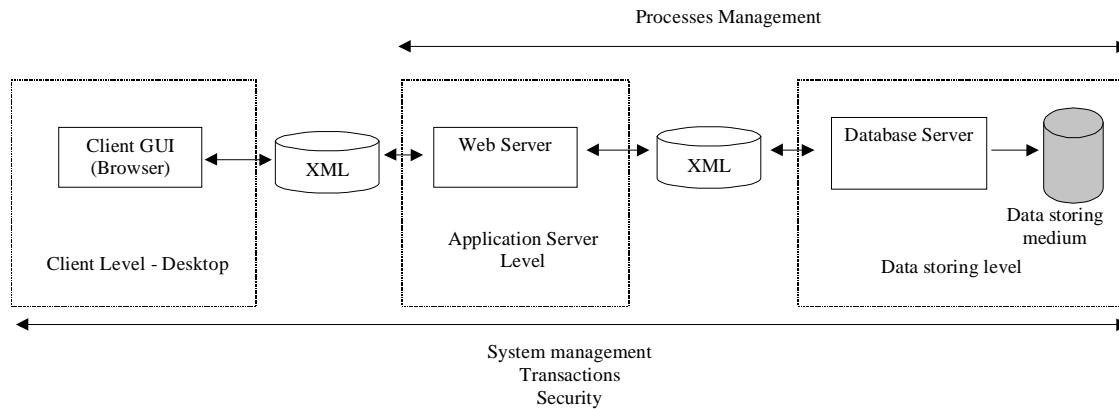 Processes Management
Client GUI
(Browser)
XML
Web Server
XML
Database Server
Data storing
medium
Client Level - Desktop
Application Server
Level
Data storing level
System management
Transactions
Security